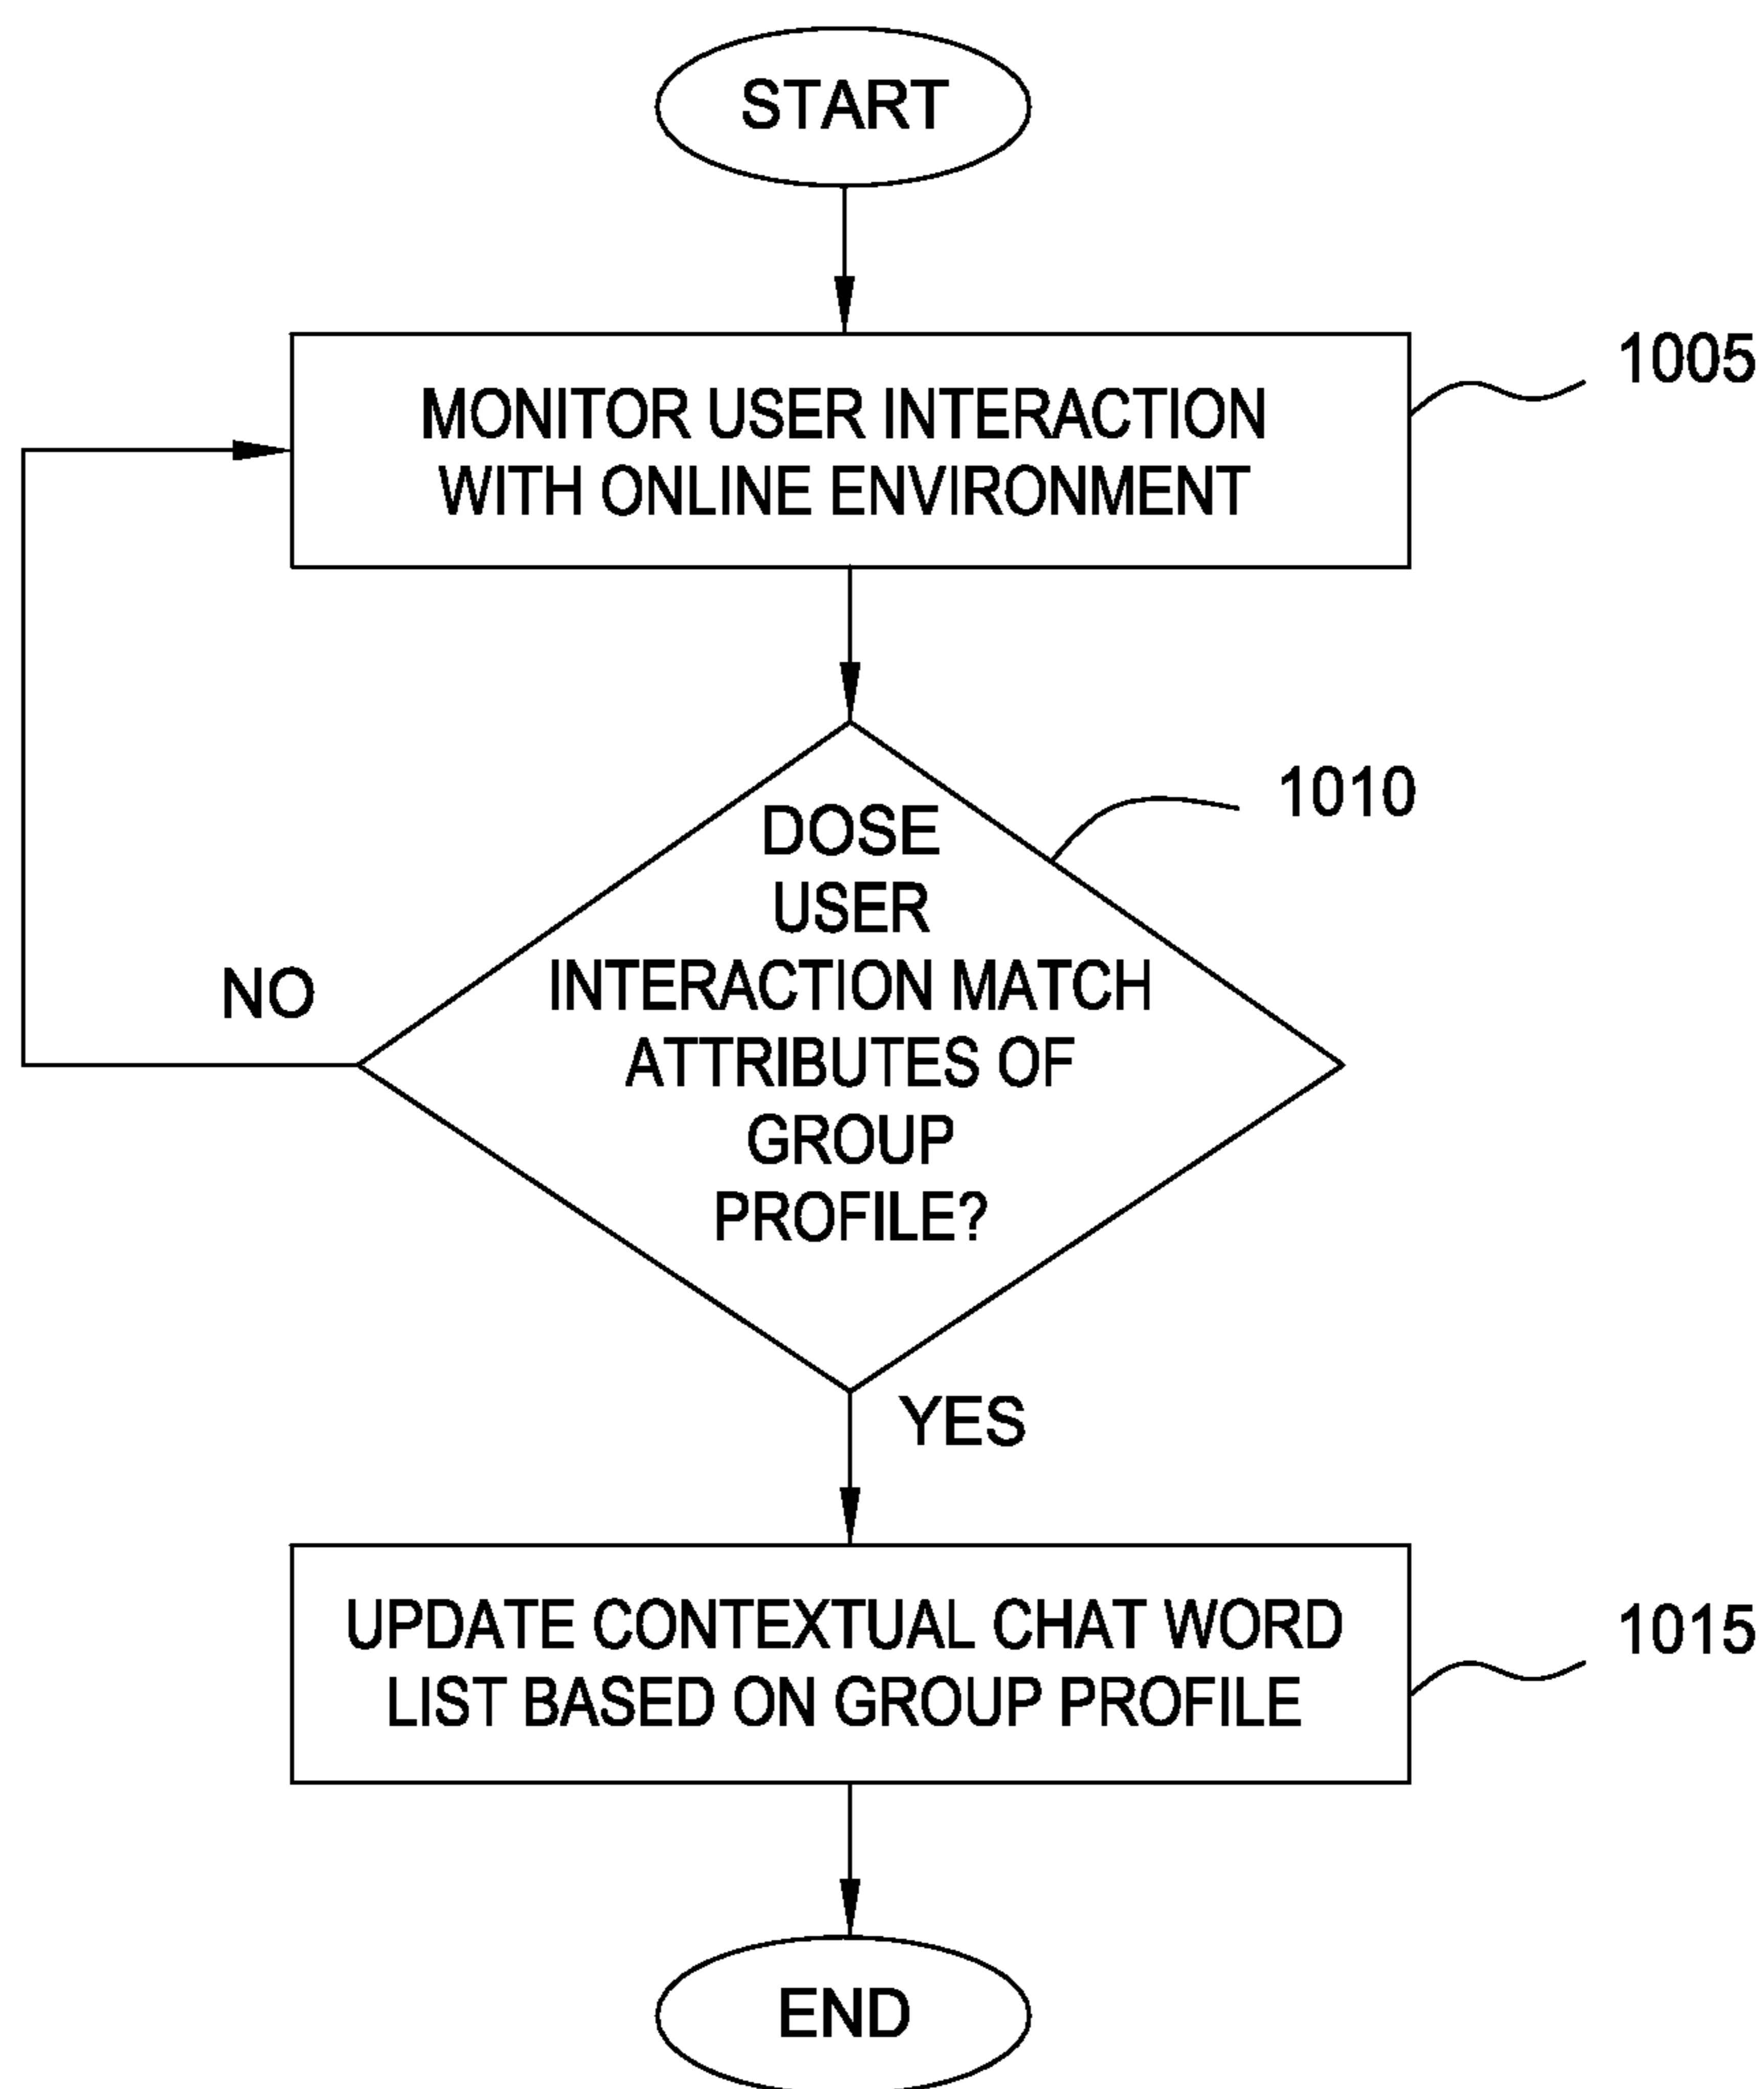 START
MONITOR USER INTERACTION
WITH ONLINE ENVIRONMENT
1005
DOSE
USER
INTERACTION MATCH
ATTRIBUTES OF
GROUP
PROFILE?
1010
NO
YES
UPDATE CONTEXTUAL CHAT WORD
LIST BASED ON GROUP PROFILE
1015
END